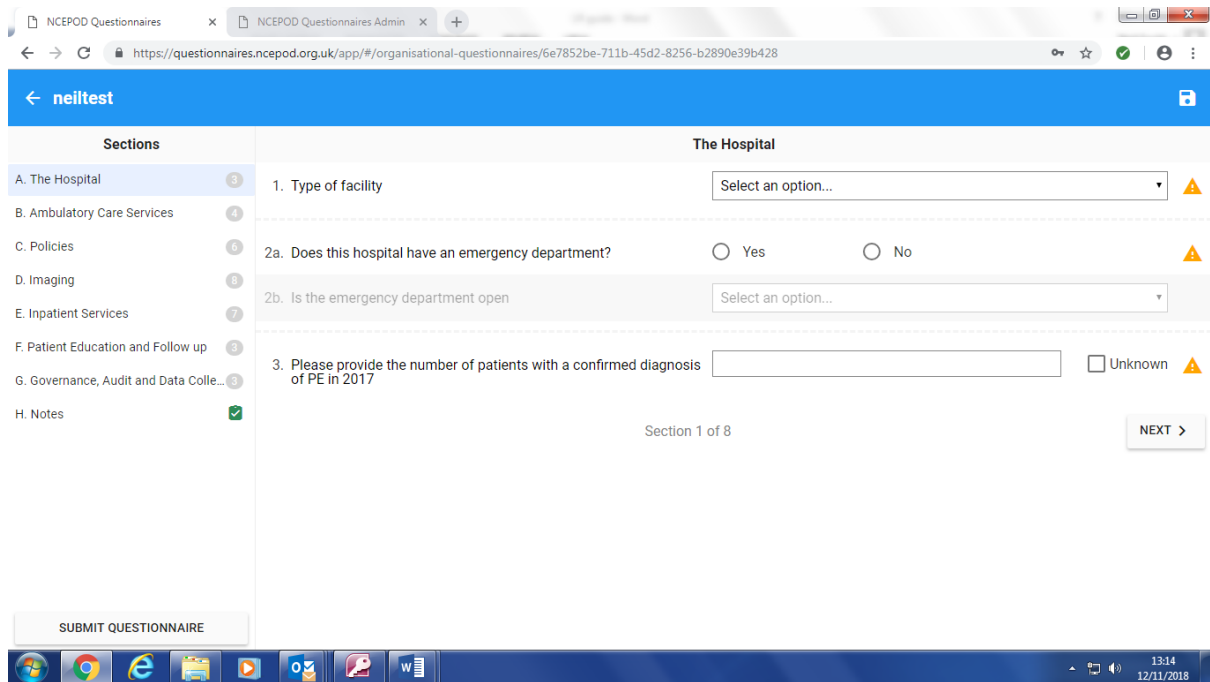 NCEPOD Questionnaires
NCEPOD Questionnaires Admin
https://questionnaires.ncepod.org.uk/app/#/organisational-questionnaires/6e7852be-711b-45d2-8256-b2890e39b428
neiltest
Sections
The Hospital
A. The Hospital 3
B. Ambulatory Care Services 4
C. Policies 6
D. Imaging 8
E. Inpatient Services 7
F. Patient Education and Follow up 3
G. Governance, Audit and Data Colle... 3
H. Notes
1. Type of facility Select an option...
2a. Does this hospital have an emergency department? Yes No
2b. Is the emergency department open Select an option...
3. Please provide the number of patients with a confirmed diagnosis
of PE in 2017
Unknown
Section 1 of 8
NEXT
SUBMIT QUESTIONNAIRE
13:14
12/11/2018